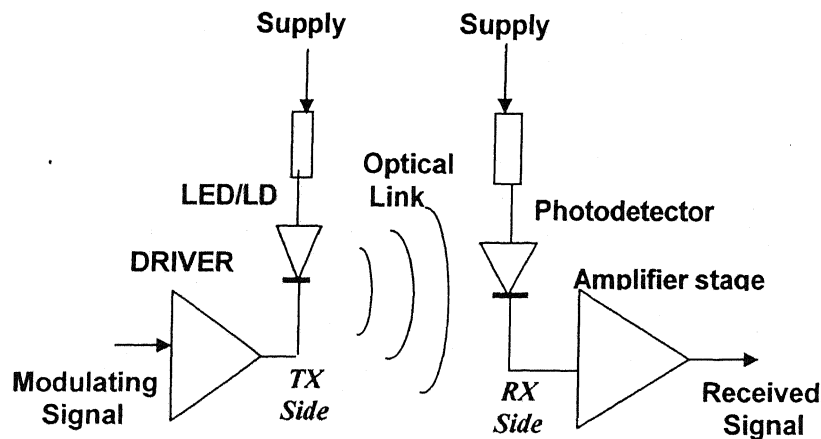 Supply
Supply
Optical
Link
LED/LD
Photodetector
DRIVER
Amplifier stage
Modulating
Signal
TX
Side
RX
Side
Received
Signal